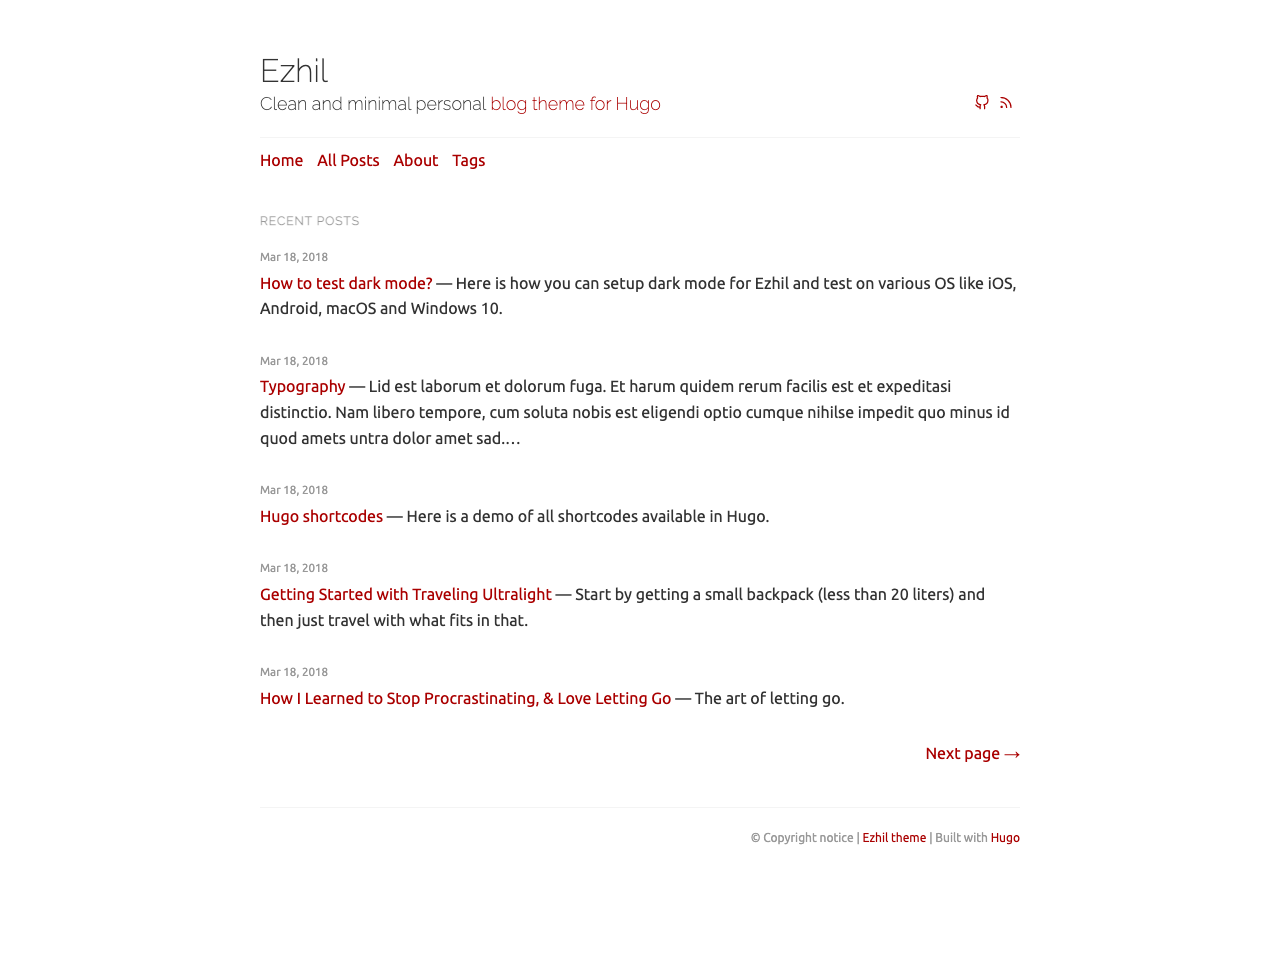 Ezhil
Clean and minimal personal blog theme for Hugo
Home All Posts About Tags
RECENT POSTS
Mar 18, 2018
How to test dark mode? — Here is how you can setup dark mode for Ezhil and test on various OS like iOS,
Android, macOS and Windows 10.
Mar 18, 2018
Typography — Lid est laborum et dolorum fuga. Et harum quidem rerum facilis est et expeditasi
distinctio. Nam libero tempore, cum soluta nobis est eligendi optio cumque nihilse impedit quo minus id
quod amets untra dolor amet sad.…
Mar 18, 2018
Hugo shortcodes — Here is a demo of all shortcodes available in Hugo.
Mar 18, 2018
Getting Started with Traveling Ultralight — Start by getting a small backpack (less than 20 liters) and
then just travel with what fits in that.
Mar 18, 2018
How I Learned to Stop Procrastinating, & Love Letting Go — The art of letting go.
Next page →
© Copyright notice | Ezhil theme | Built with Hugo